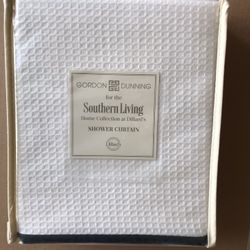 GORDON DUNNING
for the
Southern Living
Home Collection at Dillard's
SHOWER CURTAIN